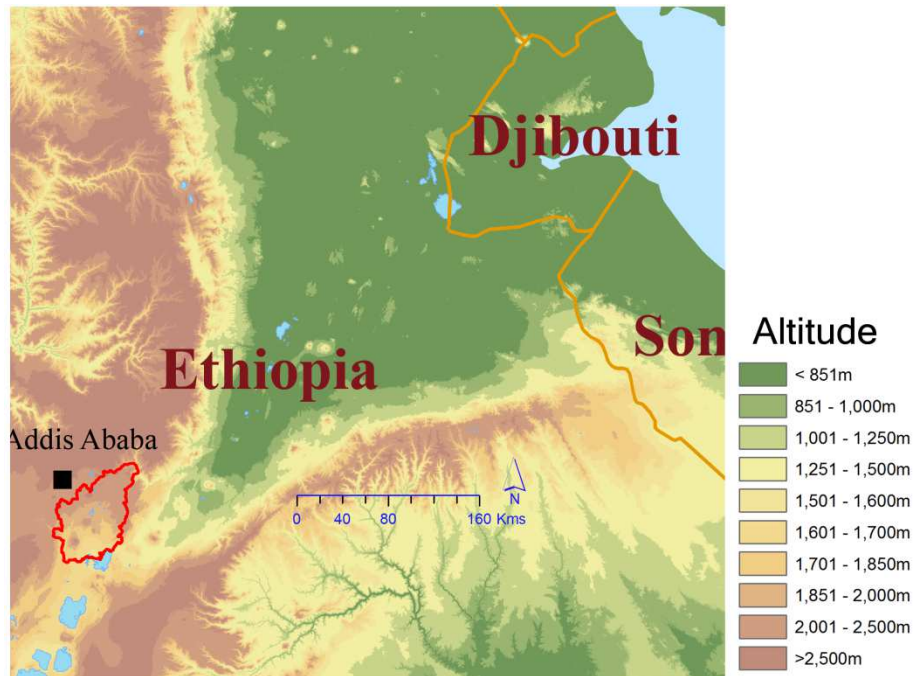 Djibouti
Som
Ethiopia
Addis Ababa
N
0 40 80 160 Kms
Altitude
< 851m
851 - 1,000m
1,001 - 1,250m
1,251 - 1,500m
1,501 - 1,600m
1,601 - 1,700m
1,701 - 1,850m
1,851 - 2,000m
2,001 - 2,500m
>2,500m